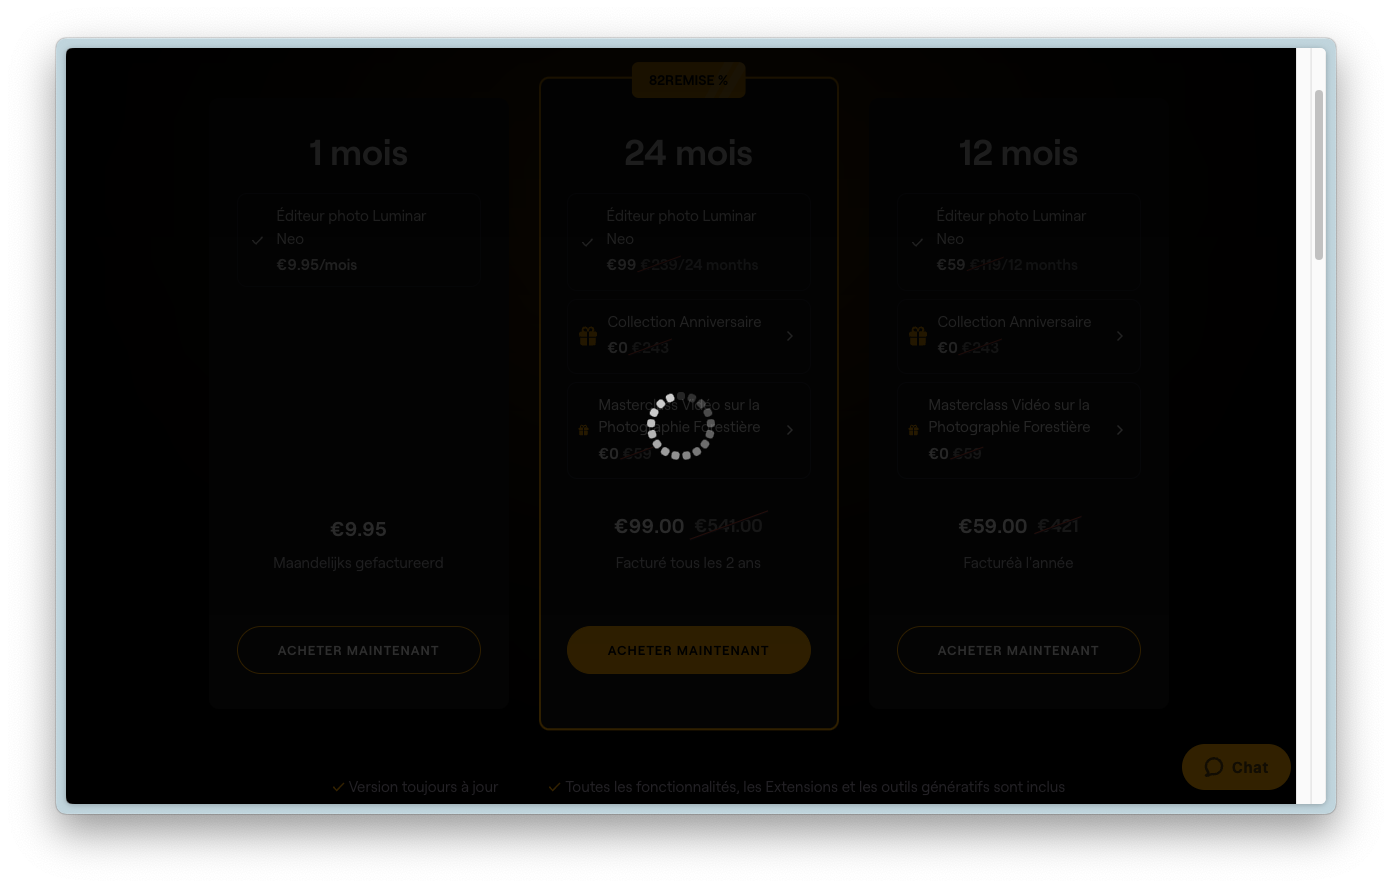 82REMISE %
1 mois
Éditeur photo Luminar
Neo
€9.95/mois
€9.95
Maandelijks gefactureerd
ACHETER MAINTENANT
24 mois
Éditeur photo Luminar
Neo
€99 €239/24 months
Collection Anniversaire
€0 €243
Masterclass Vidéo sur la
Photographie Forestière
€0 €59
€99.00 €541.00
Facturé tous les 2 ans
ACHETER MAINTENANT
12 mois
Éditeur photo Luminar
Neo
€59 €119/12 months
Collection Anniversaire
€0 €243
Masterclass Vidéo sur la
Photographie Forestière
€0 €59
€59.00 €421
Facturéà l'année
ACHETER MAINTENANT
Version toujours à jour
Toutes les fonctionnalités, les Extensions et les outils génératifs sont inclus
Chat